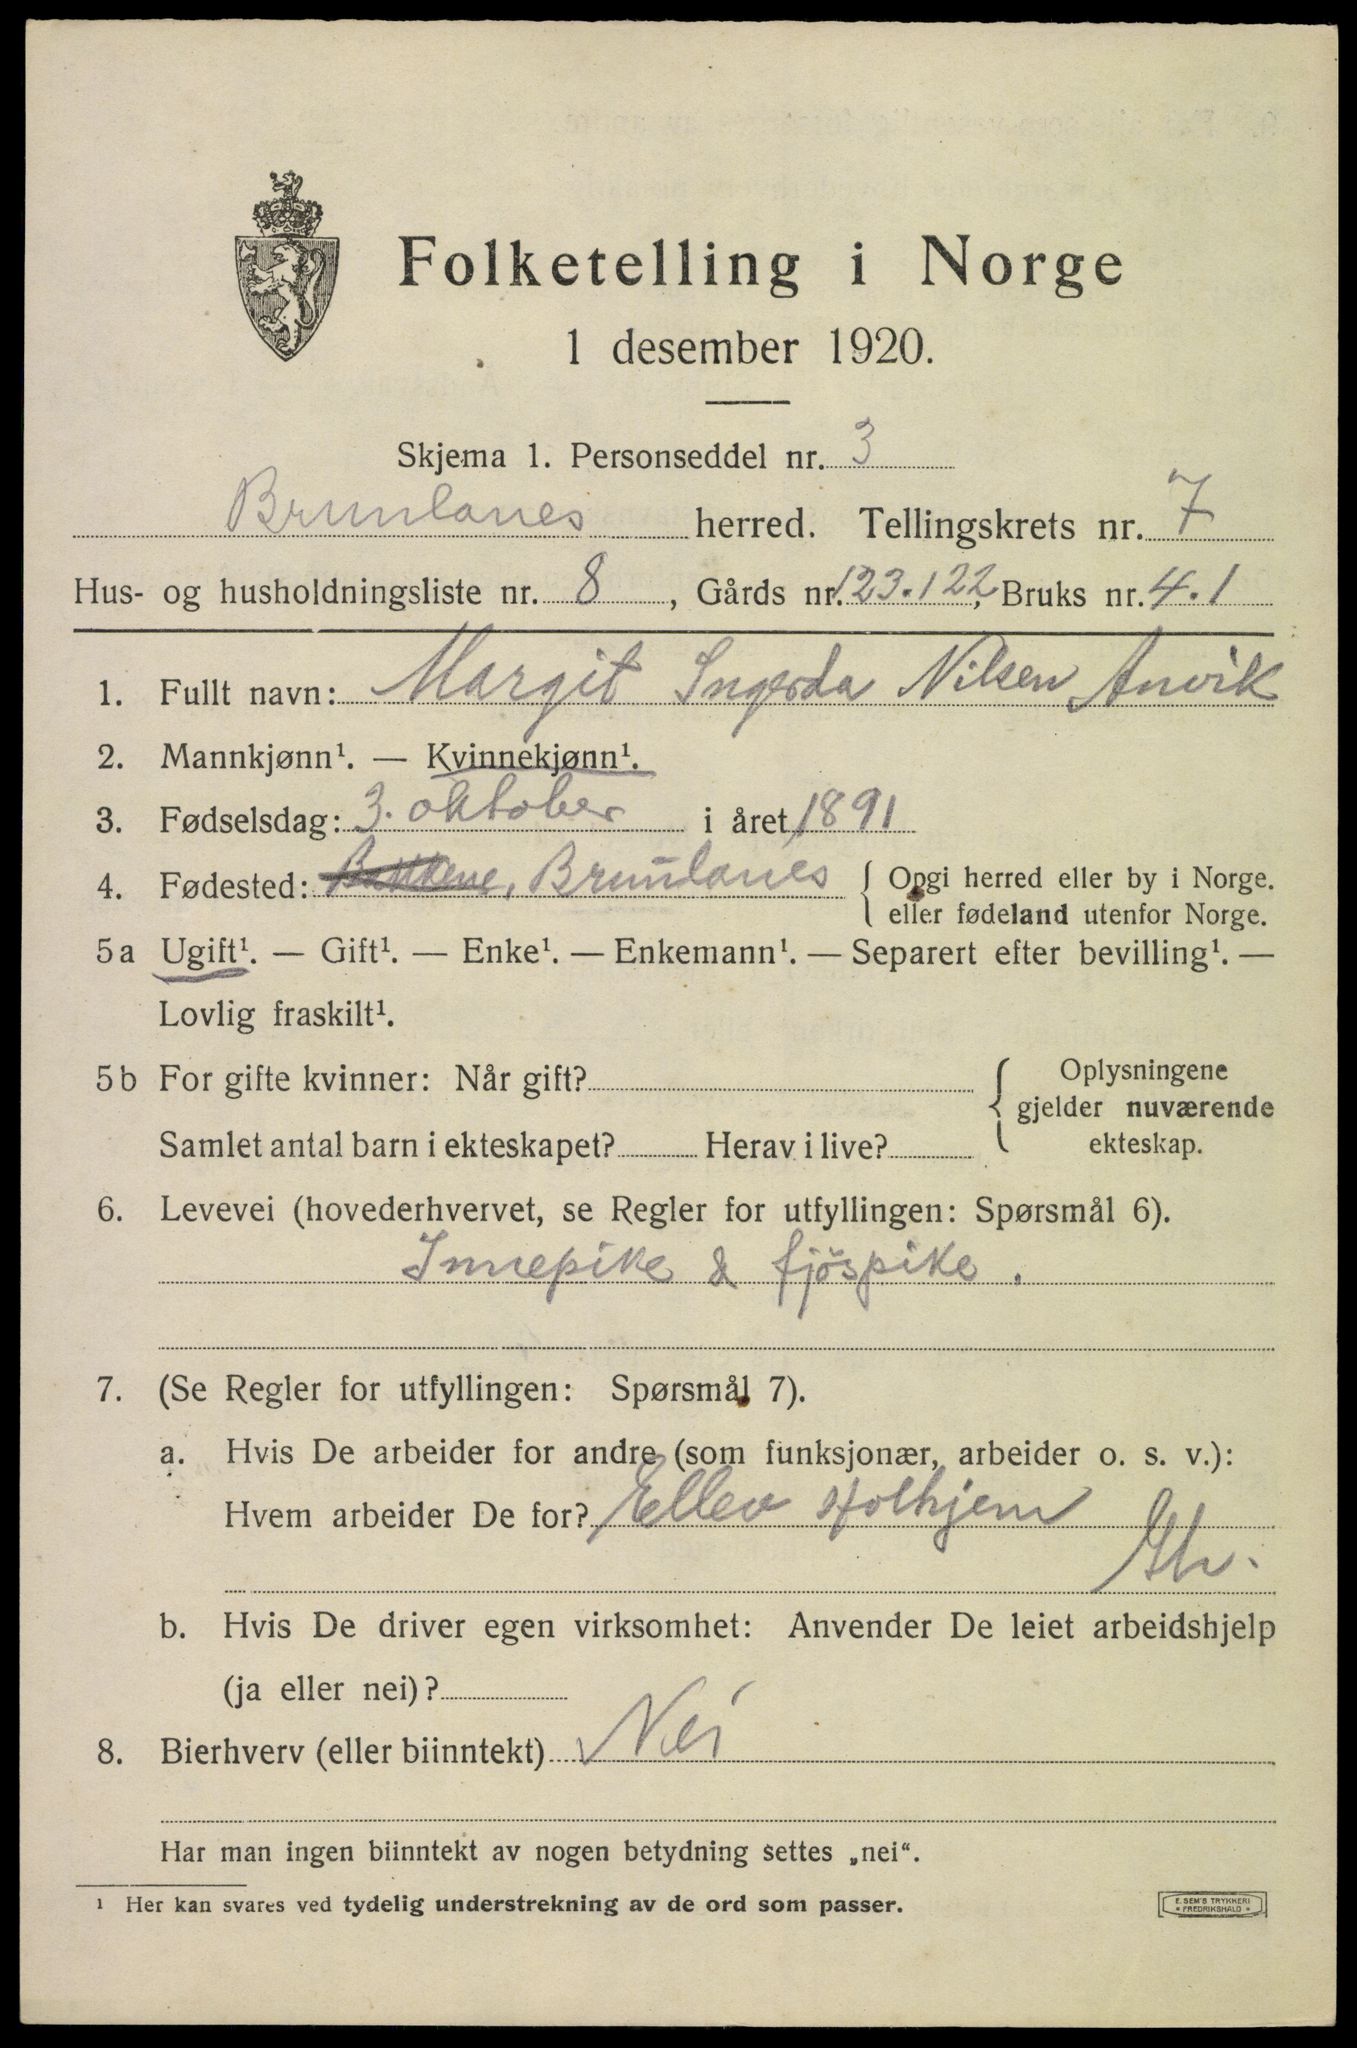 Folketelling i Norge
1 desember 1920.
Skjema 1. Personseddel nr. 3
Brunlanes herred. Tellingskrets nr. 7
Hus- og husholdningsliste nr. 8, Gårds nr. 123.122, Bruks nr. 4.1
1. Fullt navn: Margit Ingerda Nilsen Anvik
2. Mannkjønn¹. — Kvinnekjønn¹.
3. Fødselsdag: 3. oktober i året 1891
4. Fødested: Brunlanes { Opgi herred eller by i Norge.
eller fødeland utenfor Norge.
5a Ugift¹. — Gift¹. — Enke¹. — Enkemann¹. — Separert efter bevilling¹. —
Lovlig fraskilt¹.
5b For gifte kvinner: Når gift? { Oplysningene
gjelder nuværende
Samlet antal barn i ekteskapet? Herav i live? ekteskap.
6. Levevei (hovederhvervet, se Regler for utfyllingen: Spørsmål 6).
Innepike & fjöspike.
7. (Se Regler for utfyllingen: Spørsmål 7).
a. Hvis De arbeider for andre (som funksjonær, arbeider o. s. v.):
Hvem arbeider De for? Ellev Holhjem
b. Hvis De driver egen virksomhet: Anvender De leiet arbeidshjelp
(ja eller nei)?
8. Bierhverv (eller biinntekt) Nei
Har man ingen biinntekt av nogen betydning settes „nei“.
¹ Her kan svares ved tydelig understrekning av de ord som passer.
E. SEM'S TRYKKERI
* FREDRIKSHALD *